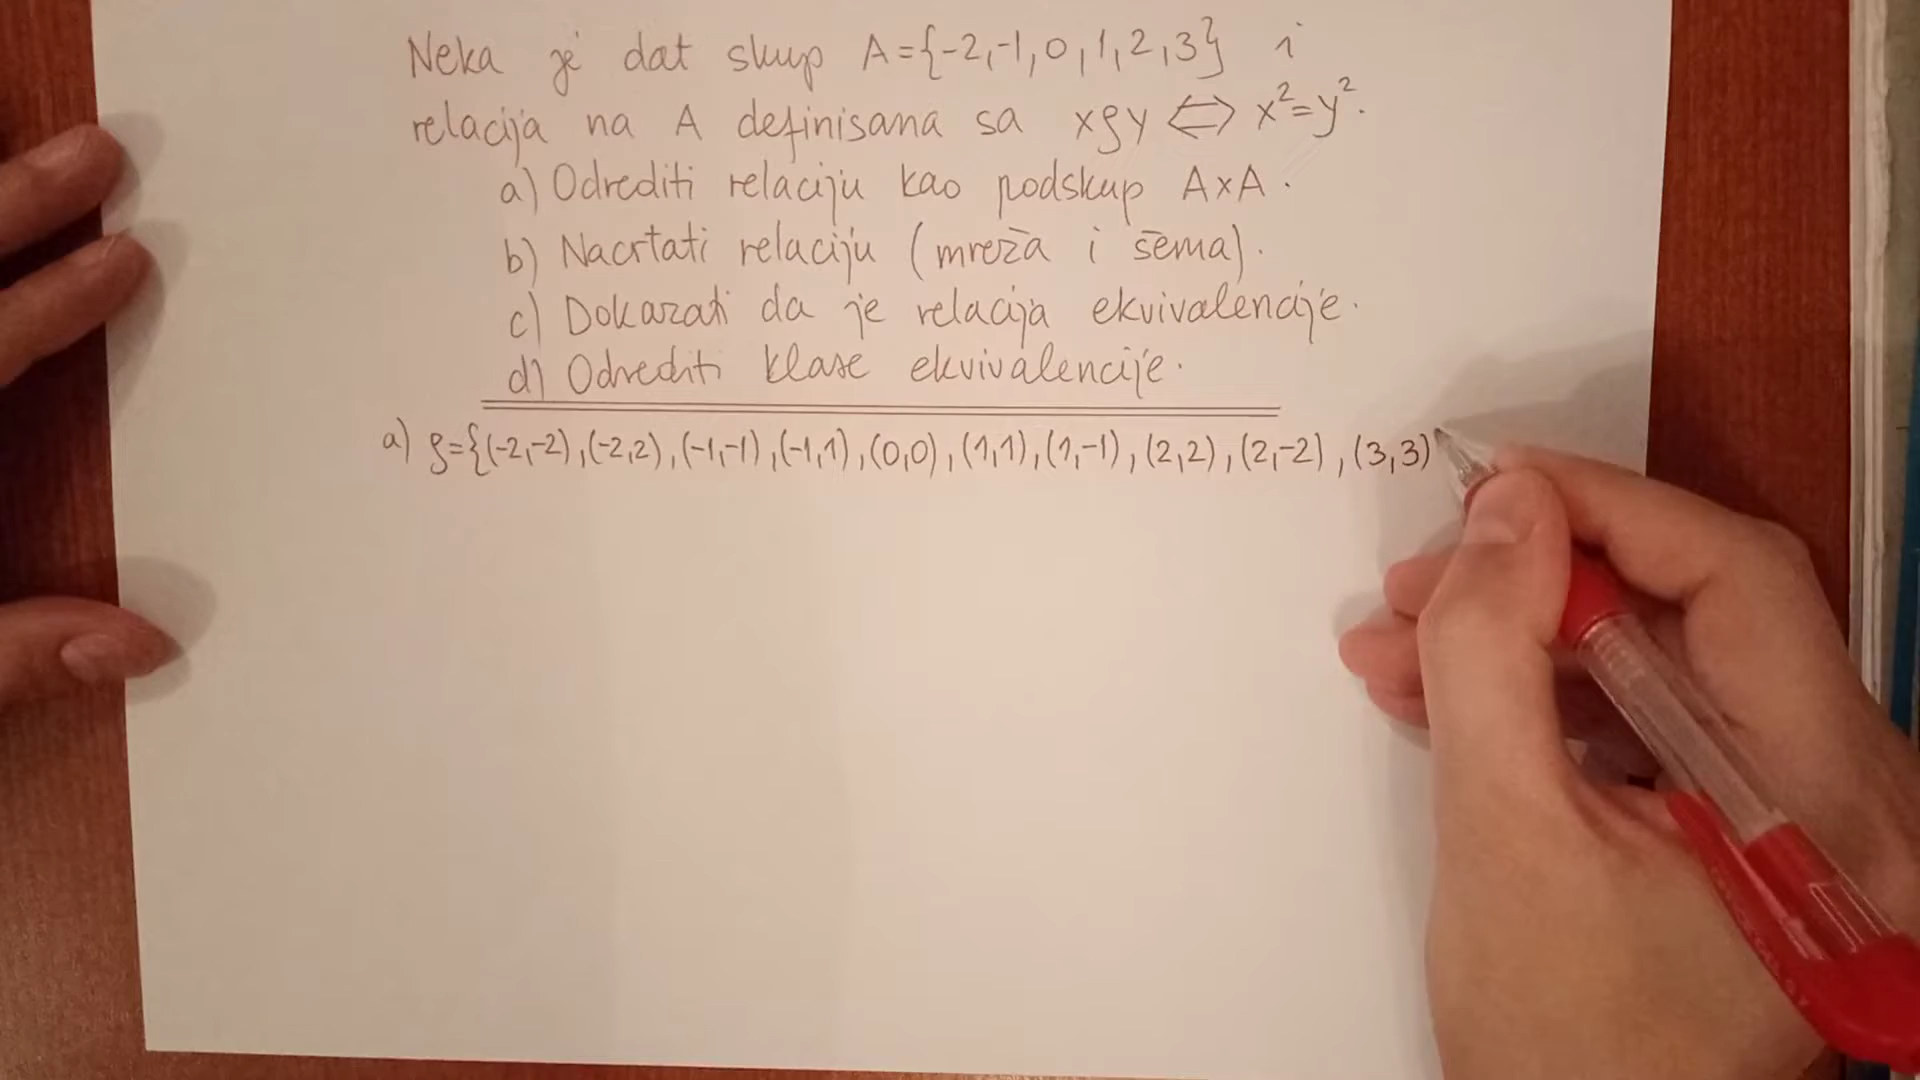 Neka je dat skup A={-2,-1,0,1,2,3} i
relacija na A definisana sa xρy ⇔ x²=y².
a) Odrediti relaciju kao podskup A×A.
b) Nacrtati relaciju (mreža i šema).
c) Dokazati da je relacija ekvivalencije.
d) Odrediti klase ekvivalencije.
a) ρ={(-2,-2),(-2,2),(-1,-1),(-1,1),(0,0),(1,1),(1,-1),(2,2),(2,-2),(3,3)